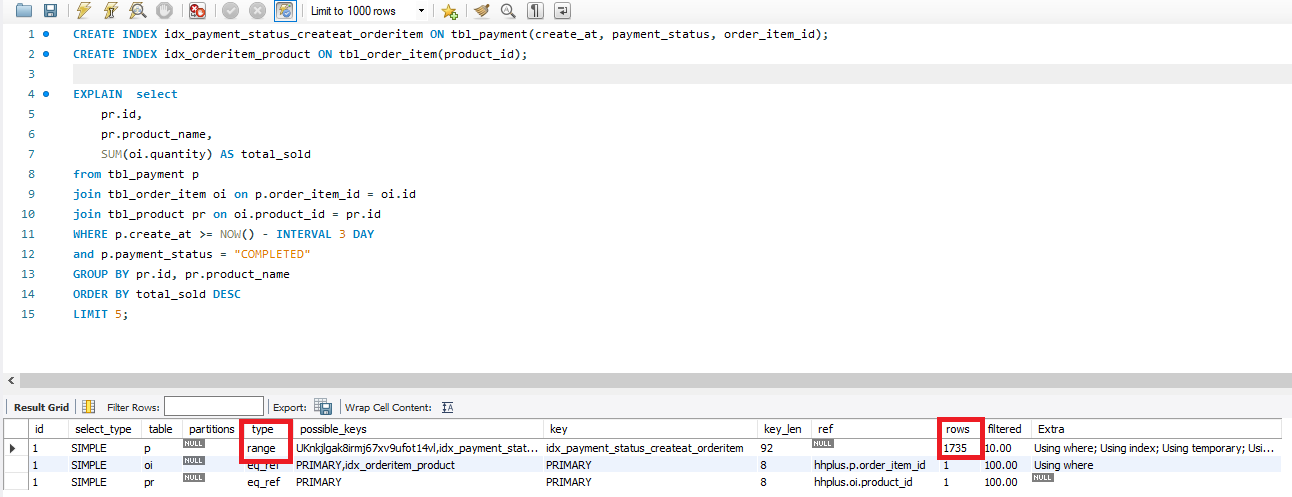 Limit to 1000 rows
1 CREATE INDEX idx_payment_status_createat_orderitem ON tbl_payment(create_at, payment_status, order_item_id);
2 CREATE INDEX idx_orderitem_product ON tbl_order_item(product_id);
3
4 EXPLAIN select
5 pr.id,
6 pr.product_name,
7 SUM(oi.quantity) AS total_sold
8 from tbl_payment p
9 join tbl_order_item oi on p.order_item_id = oi.id
10 join tbl_product pr on oi.product_id = pr.id
11 WHERE p.create_at >= NOW() - INTERVAL 3 DAY
12 and p.payment_status = "COMPLETED"
13 GROUP BY pr.id, pr.product_name
14 ORDER BY total_sold DESC
15 LIMIT 5;
Result Grid Filter Rows: Export: Wrap Cell Content:
id select_type table partitions type possible_keys key key_len ref rows filtered Extra
1 SIMPLE p NULL range UKnkjlgak8irmj67xv9ufot14vl,idx_payment_stat... idx_payment_status_createat_orderitem 92 NULL 1735 10.00 Using where; Using index; Using temporary; Usi...
1 SIMPLE oi NULL eq_ref PRIMARY,idx_orderitem_product PRIMARY 8 hhplus.p.order_item_id 1 100.00 Using where
1 SIMPLE pr NULL eq_ref PRIMARY PRIMARY 8 hhplus.oi.product_id 1 100.00 NULL